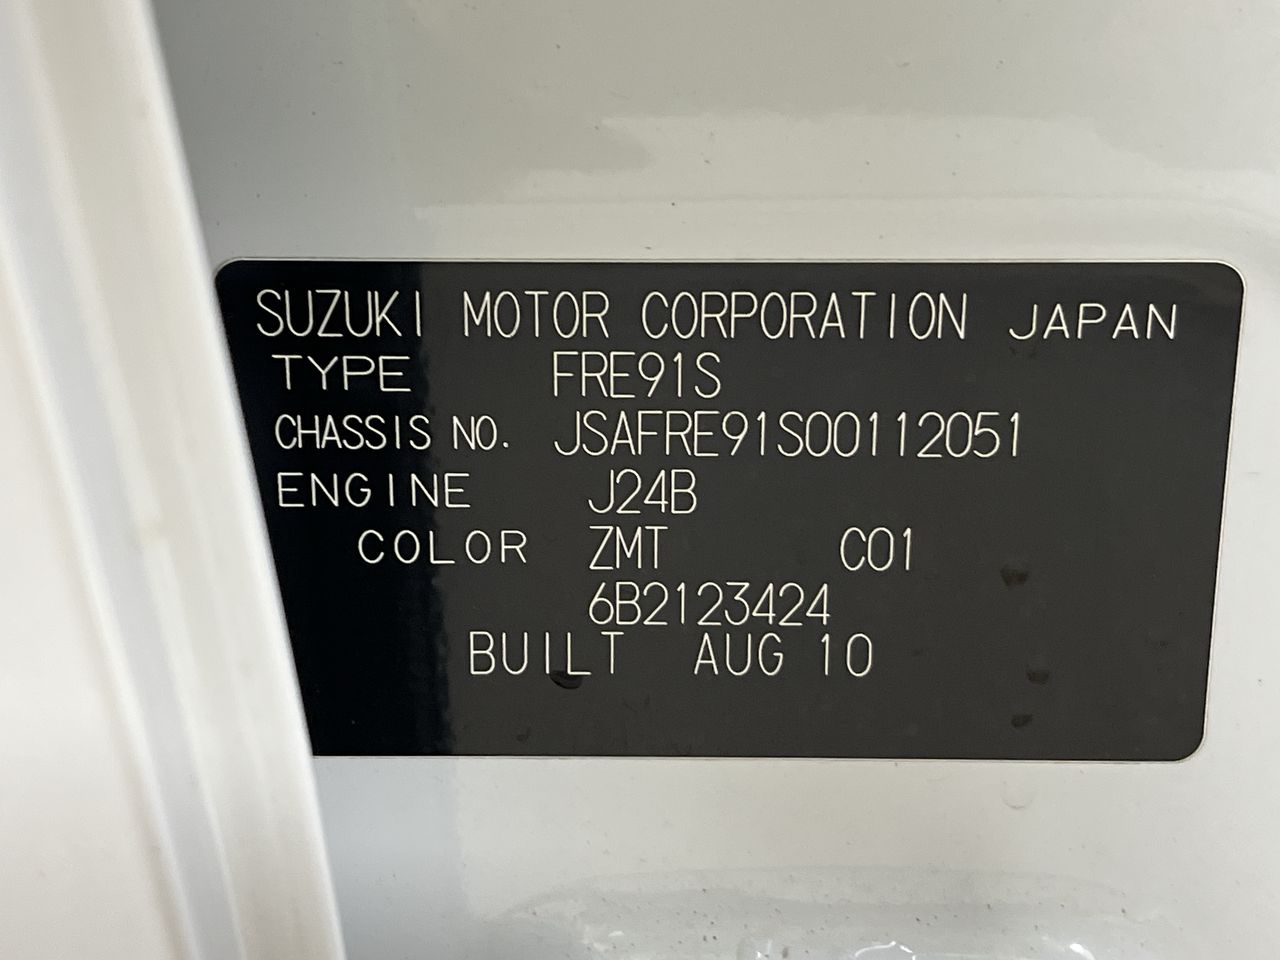 SUZUKI MOTOR CORPORATION JAPAN
TYPE FRE91S
CHASSIS NO. JSAFRE91S00112051
ENGINE J24B
COLOR ZMT C01
6B2123424
BUILT AUG 10